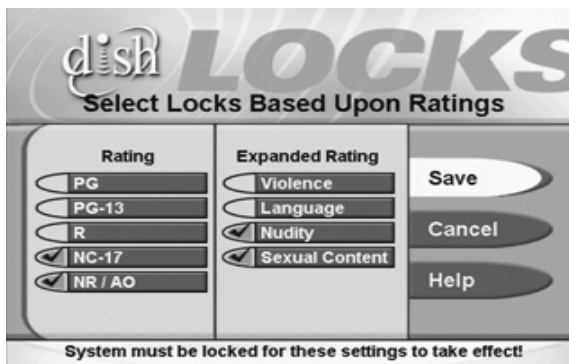 dish LOCKS
Select Locks Based Upon Ratings
Rating
PG
PG-13
R
NC-17
NR / AO
Expanded Rating
Violence
Language
Nudity
Sexual Content
Save
Cancel
Help
System must be locked for these settings to take effect!